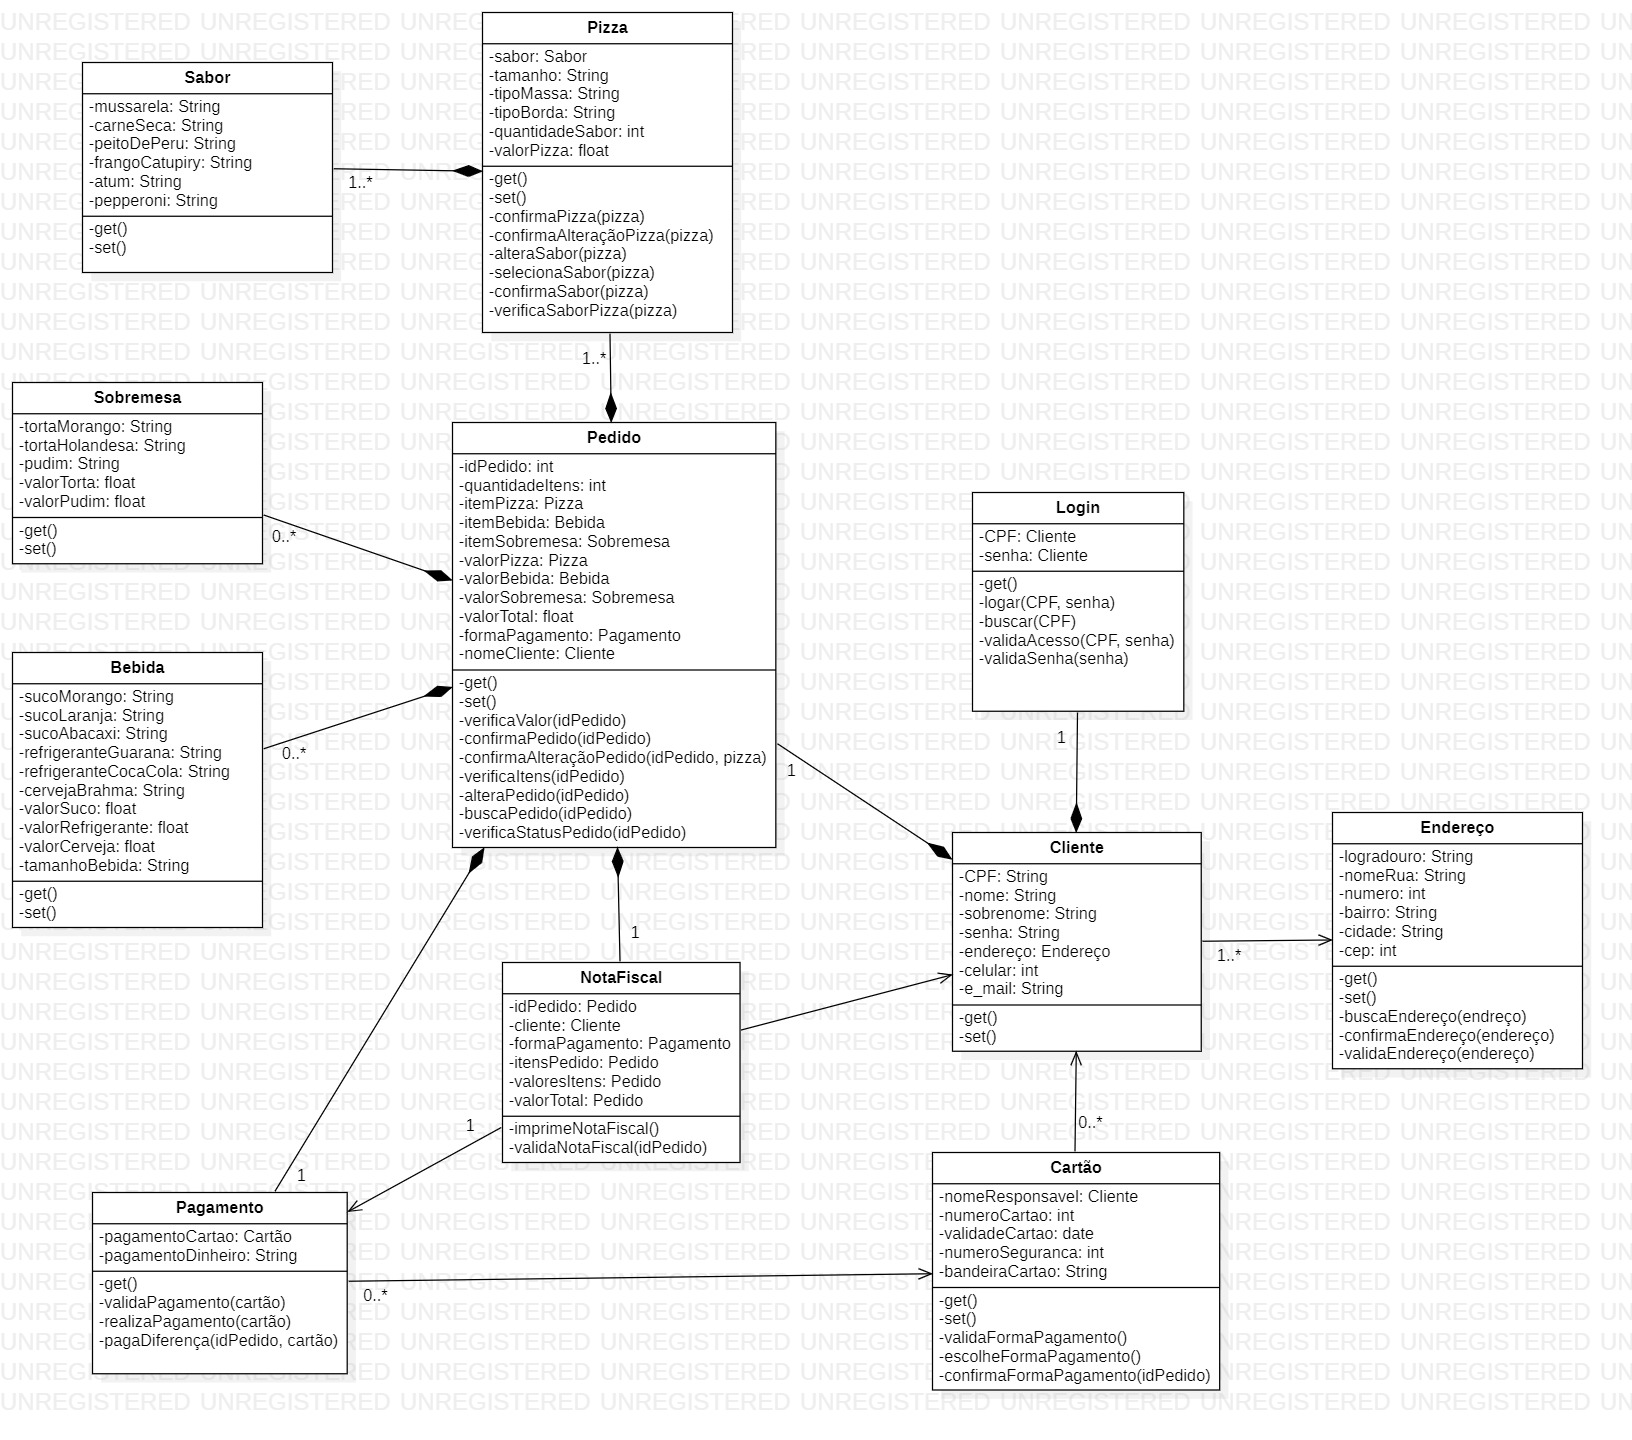 Pizza
-sabor: Sabor
-tamanho: String
-tipoMassa: String
-tipoBorda: String
-quantidadeSabor: int
-valorPizza: float
-get()
-set()
-confirmaPizza(pizza)
-confirmaAlteraçãoPizza(pizza)
-alteraSabor(pizza)
-selecionaSabor(pizza)
-confirmaSabor(pizza)
-verificaSaborPizza(pizza)
Sabor
-mussarela: String
-carneSeca: String
-peitoDePeru: String
-frangoCatupiry: String
-atum: String
-pepperoni: String
-get()
-set()
1..*
1..*
Sobremesa
-tortaMorango: String
-tortaHolandesa: String
-pudim: String
-valorTorta: float
-valorPudim: float
-get()
-set()
0..*
Pedido
-idPedido: int
-quantidadeItens: int
-itemPizza: Pizza
-itemBebida: Bebida
-itemSobremesa: Sobremesa
-valorPizza: Pizza
-valorBebida: Bebida
-valorSobremesa: Sobremesa
-valorTotal: float
-formaPagamento: Pagamento
-nomeCliente: Cliente
-get()
-set()
-verificaValor(idPedido)
-confirmaPedido(idPedido)
-confirmaAlteraçãoPedido(idPedido, pizza)
-verificaItens(idPedido)
-alteraPedido(idPedido)
-buscaPedido(idPedido)
-verificaStatusPedido(idPedido)
Login
-CPF: Cliente
-senha: Cliente
-get()
-logar(CPF, senha)
-buscar(CPF)
-validaAcesso(CPF, senha)
-validaSenha(senha)
1
1
Bebida
-sucoMorango: String
-sucoLaranja: String
-sucoAbacaxi: String
-refrigeranteGuarana: String
-refrigeranteCocaCola: String
-cervejaBrahma: String
-valorSuco: float
-valorRefrigerante: float
-valorCerveja: float
-tamanhoBebida: String
-get()
-set()
0..*
Cliente
-CPF: String
-nome: String
-sobrenome: String
-senha: String
-endereço: Endereço
-celular: int
-e_mail: String
-get()
-set()
1..*
Endereço
-logradouro: String
-nomeRua: String
-numero: int
-bairro: String
-cidade: String
-cep: int
-get()
-set()
-buscaEndereço(endreço)
-confirmaEndereço(endereço)
-validaEndereço(endereço)
1
NotaFiscal
-idPedido: Pedido
-cliente: Cliente
-formaPagamento: Pagamento
-itensPedido: Pedido
-valoresItens: Pedido
-valorTotal: Pedido
-imprimeNotaFiscal()
-validaNotaFiscal(idPedido)
1
1
0..*
Pagamento
-pagamentoCartao: Cartão
-pagamentoDinheiro: String
-get()
-validaPagamento(cartão)
-realizaPagamento(cartão)
-pagaDiferença(idPedido, cartão)
0..*
Cartão
-nomeResponsavel: Cliente
-numeroCartao: int
-validadeCartao: date
-numeroSeguranca: int
-bandeiraCartao: String
-get()
-set()
-validaFormaPagamento()
-escolheFormaPagamento()
-confirmaFormaPagamento(idPedido)
UNREGISTERED